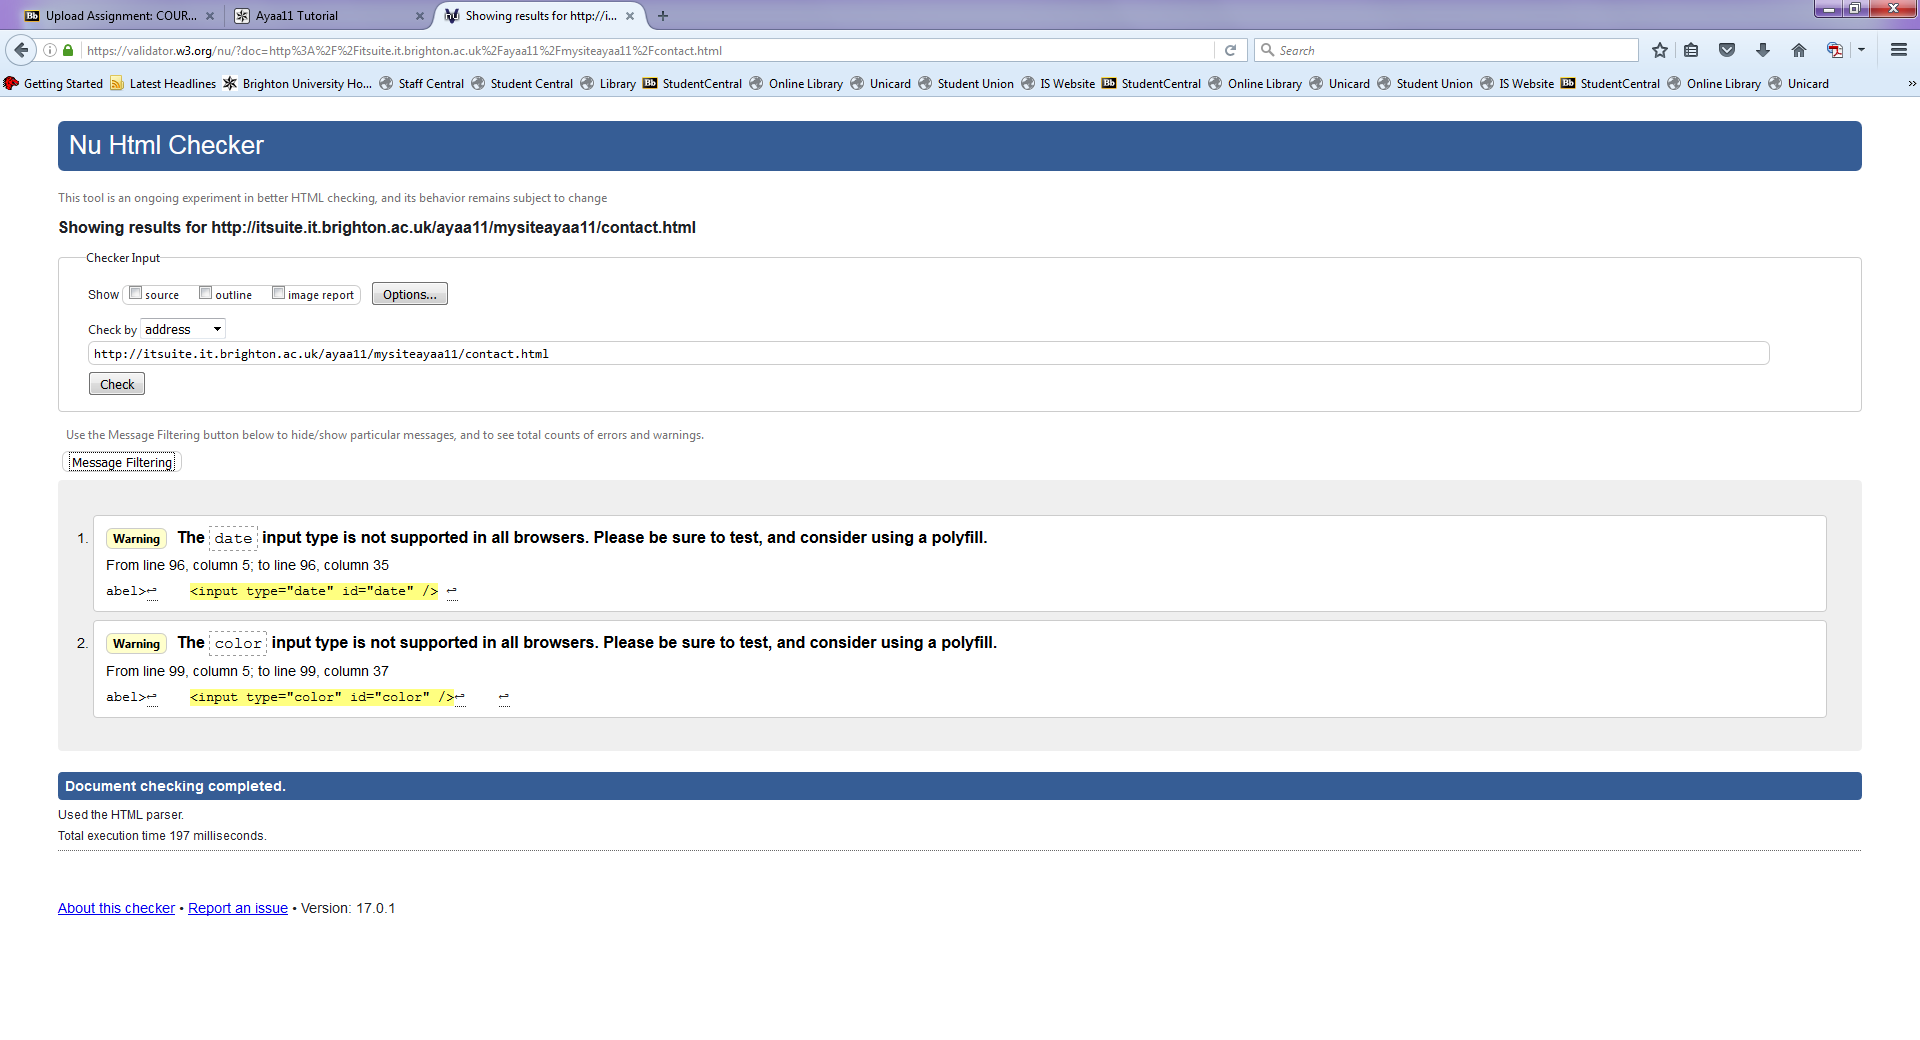 Upload Assignment: COUR...
Ayaa11 Tutorial
Showing results for http://i...
https://validator.w3.org/nu/?doc=http%3A%2F%2Fitsuite.it.brighton.ac.uk%2Fayaa11%2Fmysiteayaa11%2Fcontact.html
Search
Getting Started Latest Headlines Brighton University Ho... Staff Central Student Central Library StudentCentral Online Library Unicard Student Union IS Website StudentCentral Online Library Unicard Student Union IS Website StudentCentral Online Library Unicard »
Nu Html Checker
This tool is an ongoing experiment in better HTML checking, and its behavior remains subject to change
Showing results for http://itsuite.it.brighton.ac.uk/ayaa11/mysiteayaa11/contact.html
Checker Input
Show source outline image report Options...
Check by address
http://itsuite.it.brighton.ac.uk/ayaa11/mysiteayaa11/contact.html
Check
Use the Message Filtering button below to hide/show particular messages, and to see total counts of errors and warnings.
Message Filtering
1. Warning The date input type is not supported in all browsers. Please be sure to test, and consider using a polyfill.
From line 96, column 5; to line 96, column 35
abel>↩ <input type="date" id="date" /> ↩
2. Warning The color input type is not supported in all browsers. Please be sure to test, and consider using a polyfill.
From line 99, column 5; to line 99, column 37
abel>↩ <input type="color" id="color" />↩ ↩
Document checking completed.
Used the HTML parser.
Total execution time 197 milliseconds.
About this checker • Report an issue • Version: 17.0.1